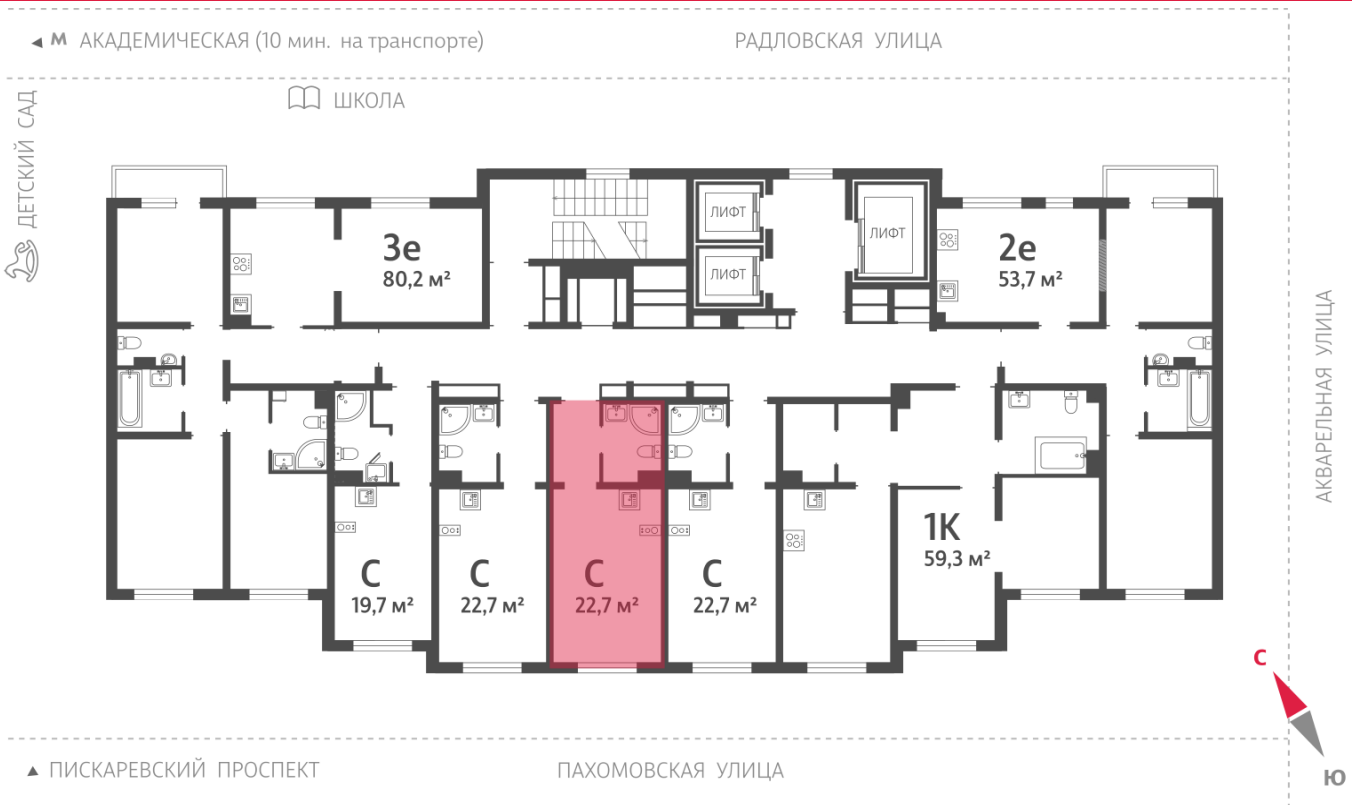 М АКАДЕМИЧЕСКАЯ (10 мин. на транспорте)
РАДЛОВСКАЯ УЛИЦА
ДЕТСКИЙ САД
ШКОЛА
3е
80,2 м²
ЛИФТ
ЛИФТ
ЛИФТ
2е
53,7 м²
АКВАРЕЛЬНАЯ УЛИЦА
С
19,7 м²
С
22,7 м²
С
22,7 м²
С
22,7 м²
1К
59,3 м²
С
Ю
ПИСКАРЕВСКИЙ ПРОСПЕКТ
ПАХОМОВСКАЯ УЛИЦА